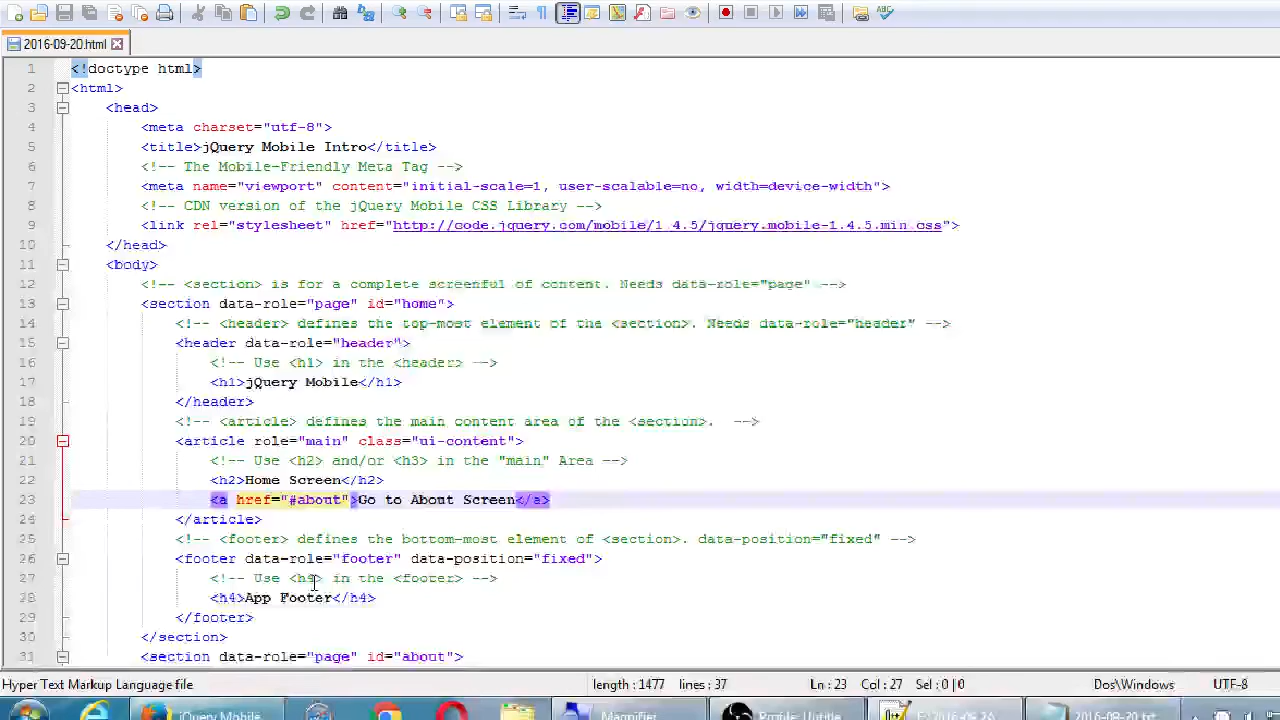 2016-09-20.html
1 <!doctype html>
2 <html>
3 <head>
4 <meta charset="utf-8">
5 <title>jQuery Mobile Intro</title>
6 <!-- The Mobile-Friendly Meta Tag -->
7 <meta name="viewport" content="initial-scale=1, user-scalable=no, width=device-width">
8 <!-- CDN version of the jQuery Mobile CSS Library -->
9 <link rel="stylesheet" href="http://code.jquery.com/mobile/1.4.5/jquery.mobile-1.4.5.min.css">
10 </head>
11 <body>
12 <!-- <section> is for a complete screenful of content. Needs data-role="page" -->
13 <section data-role="page" id="home">
14 <!-- <header> defines the top-most element of the <section>. Needs data-role="header" -->
15 <header data-role="header">
16 <!-- Use <h1> in the <header> -->
17 <h1>jQuery Mobile</h1>
18 </header>
19 <!-- <article> defines the main content area of the <section>. -->
20 <article role="main" class="ui-content">
21 <!-- Use <h2> and/or <h3> in the "main" Area -->
22 <h2>Home Screen</h2>
23 <a href="#about">Go to About Screen</a>
24 </article>
25 <!-- <footer> defines the bottom-most element of <section>. data-position="fixed" -->
26 <footer data-role="footer" data-position="fixed">
27 <!-- Use <h4> in the <footer> -->
28 <h4>App Footer</h4>
29 </footer>
30 </section>
31 <section data-role="page" id="about">
Hyper Text Markup Language file length : 1477 lines : 37 Ln : 23 Col : 27 Sel : 0 | 0 Dos\Windows UTF-8
jQuery Mobile Magnifier Profile: Untitle 2016-09-20.txt